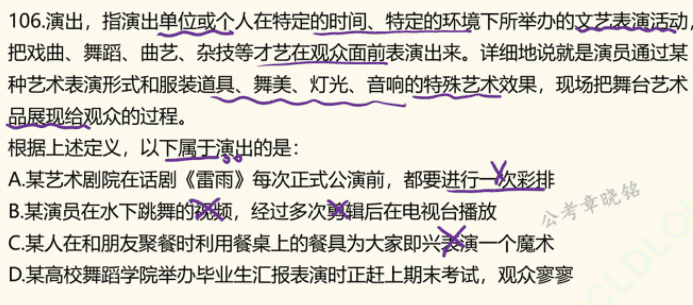 106.演出，指演出单位或个人在特定的时间、特定的环境下所举办的文艺表演活动，
把戏曲、舞蹈、曲艺、杂技等才艺在观众面前表演出来。详细地说就是演员通过某
种艺术表演形式和服装道具、舞美、灯光、音响的特殊艺术效果，现场把舞台艺术
品展现给观众的过程。
根据上述定义，以下属于演出的是：
A.某艺术剧院在话剧《雷雨》每次正式公演前，都要进行一次彩排
B.某演员在水下跳舞的视频，经过多次剪辑后在电视台播放
C.某人在和朋友聚餐时利用餐桌上的餐具为大家即兴表演一个魔术
D.某高校舞蹈学院举办毕业生汇报表演时正赶上期末考试，观众寥寥
公考章晓铭